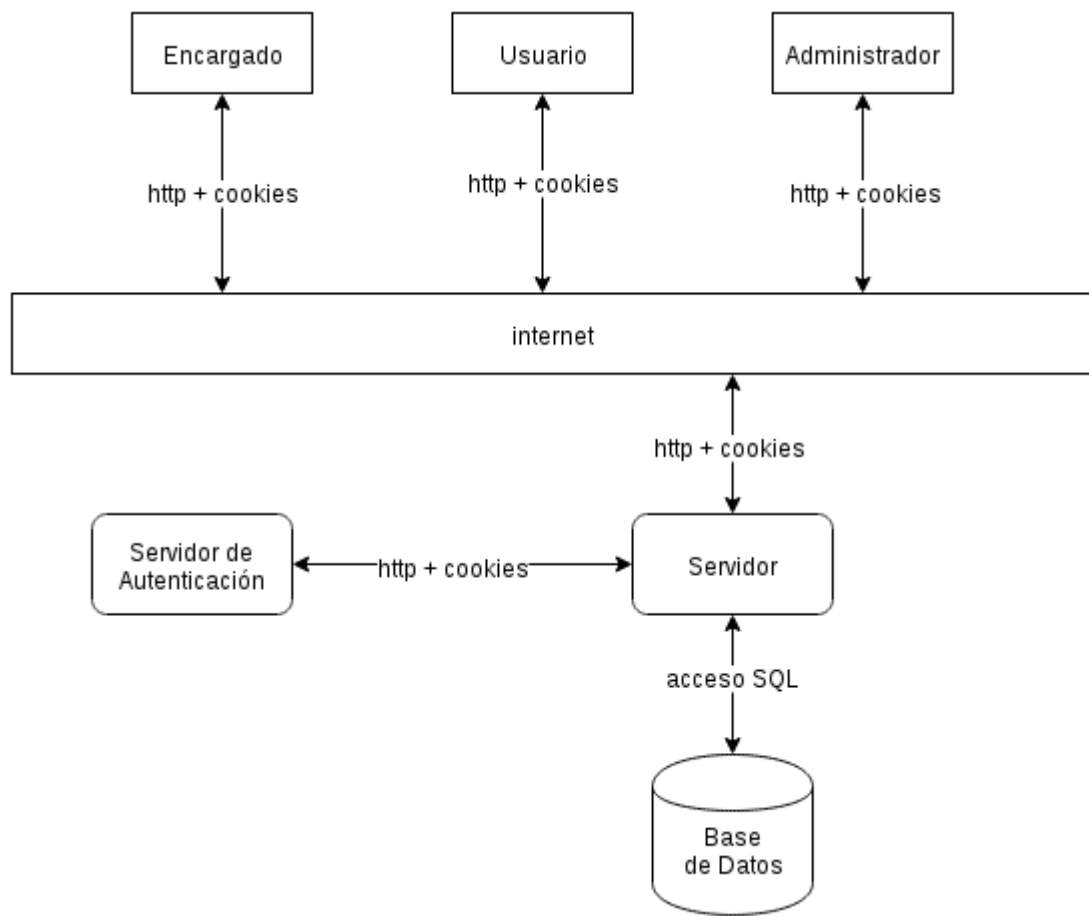 Encargado
Usuario
Administrador
http + cookies
http + cookies
http + cookies
internet
http + cookies
Servidor de
Autenticación
http + cookies
Servidor
acceso SQL
Base
de Datos